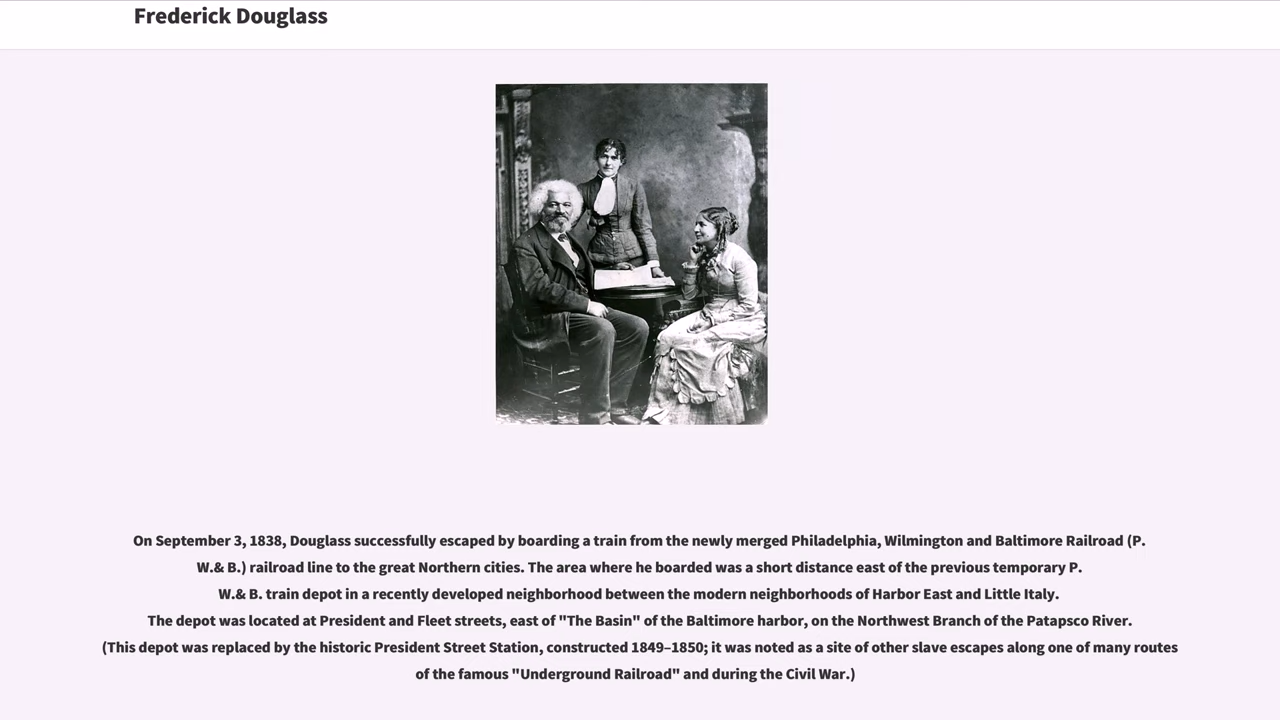 Frederick Douglass
On September 3, 1838, Douglass successfully escaped by boarding a train from the newly merged Philadelphia, Wilmington and Baltimore Railroad (P.
W.& B.) railroad line to the great Northern cities. The area where he boarded was a short distance east of the previous temporary P.
W.& B. train depot in a recently developed neighborhood between the modern neighborhoods of Harbor East and Little Italy.
The depot was located at President and Fleet streets, east of "The Basin" of the Baltimore harbor, on the Northwest Branch of the Patapsco River.
(This depot was replaced by the historic President Street Station, constructed 1849–1850; it was noted as a site of other slave escapes along one of many routes
of the famous "Underground Railroad" and during the Civil War.)